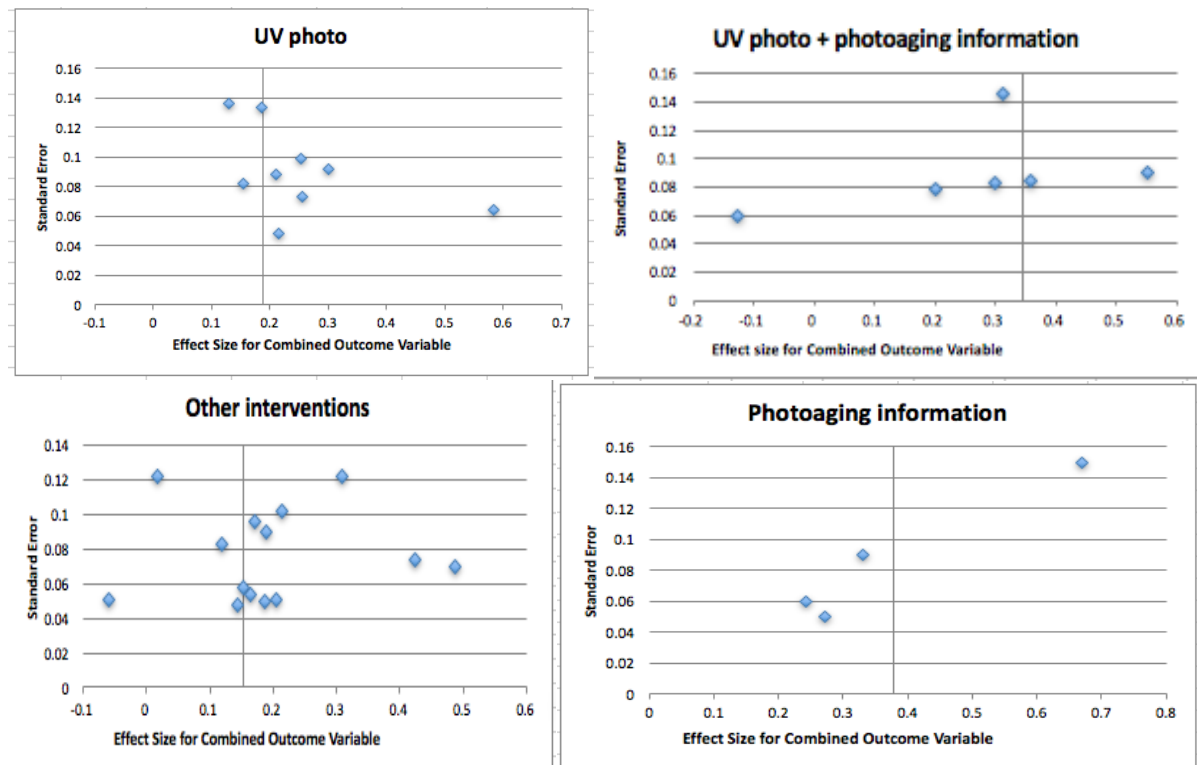 UV photo
0.16
0.14
0.12
0.1
0.08
0.06
0.04
0.02
0
Standard Error
-0.1 0 0.1 0.2 0.3 0.4 0.5 0.6 0.7
Effect Size for Combined Outcome Variable
UV photo + photoaging information
0.16
0.14
0.12
0.1
0.08
0.06
0.04
0.02
0
Standard Error
-0.2 -0.1 0 0.1 0.2 0.3 0.4 0.5 0.6
Effect size for Combined Outcome Variable
Other interventions
0.14
0.12
0.1
0.08
0.06
0.04
0.02
0
Standard Error
-0.1 0 0.1 0.2 0.3 0.4 0.5 0.6
Effect Size for Combined Outcome Variable
Photoaging information
0.16
0.14
0.12
0.1
0.08
0.06
0.04
0.02
0
Standard Error
0 0.1 0.2 0.3 0.4 0.5 0.6 0.7 0.8
Effect Size for Combined Outcome Variable